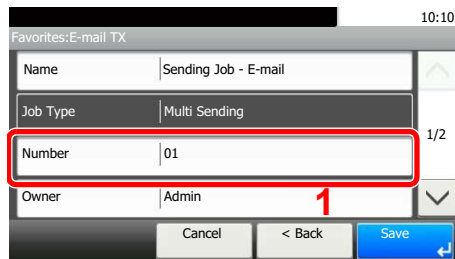 10:10
Favorites:E-mail TX
Name Sending Job - E-mail
Job Type Multi Sending
1/2
Number 01
Owner Admin
1
Cancel < Back Save